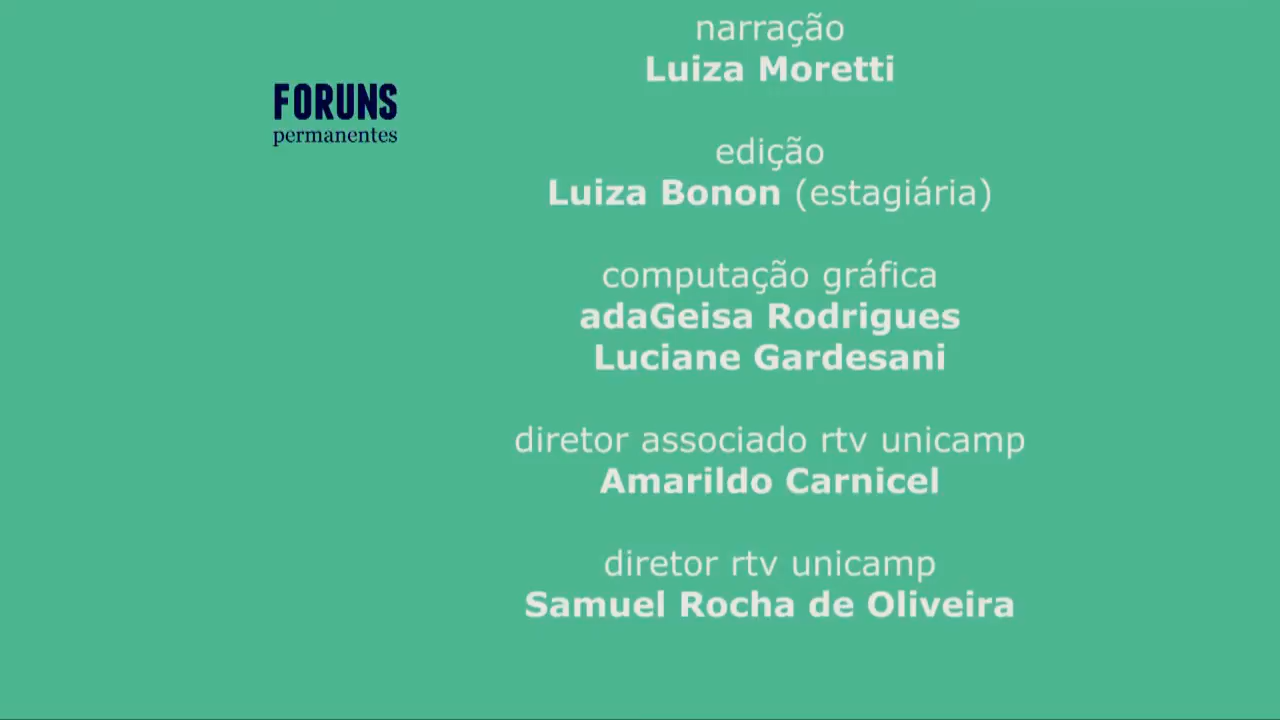 FORUNS
permanentes
narração
Luiza Moretti
edição
Luiza Bonon (estagiária)
computação gráfica
adaGeisa Rodrigues
Luciane Gardesani
diretor associado rtv unicamp
Amarildo Carnicel
diretor rtv unicamp
Samuel Rocha de Oliveira